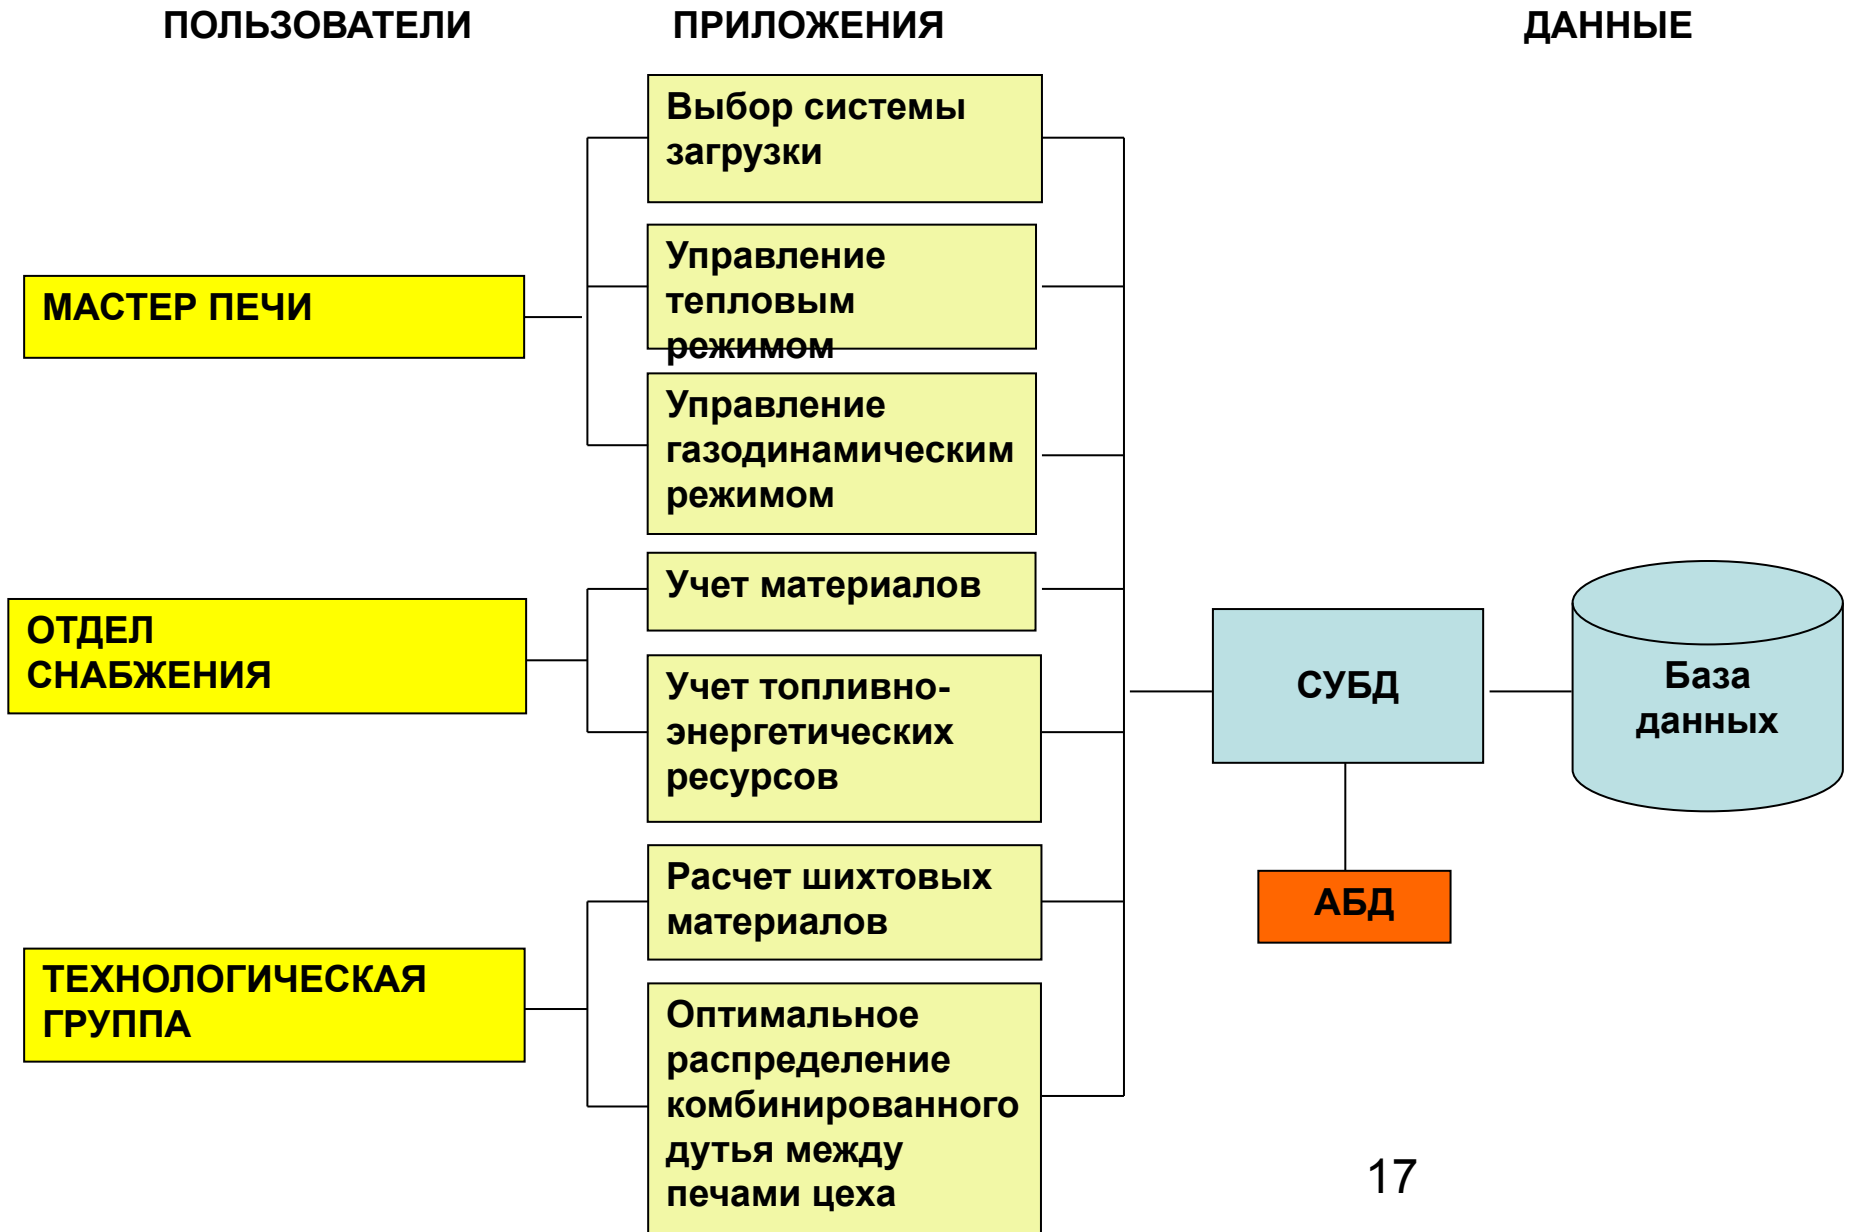 ПОЛЬЗОВАТЕЛИ
ПРИЛОЖЕНИЯ
ДАННЫЕ
МАСТЕР ПЕЧИ
Выбор системы
загрузки
Управление
тепловым
режимом
Управление
газодинамическим
режимом
ОТДЕЛ
СНАБЖЕНИЯ
Учет материалов
Учет топливно-
энергетических
ресурсов
ТЕХНОЛОГИЧЕСКАЯ
ГРУППА
Расчет шихтовых
материалов
Оптимальное
распределение
комбинированного
дутья между
печами цеха
СУБД
АБД
База
данных
17